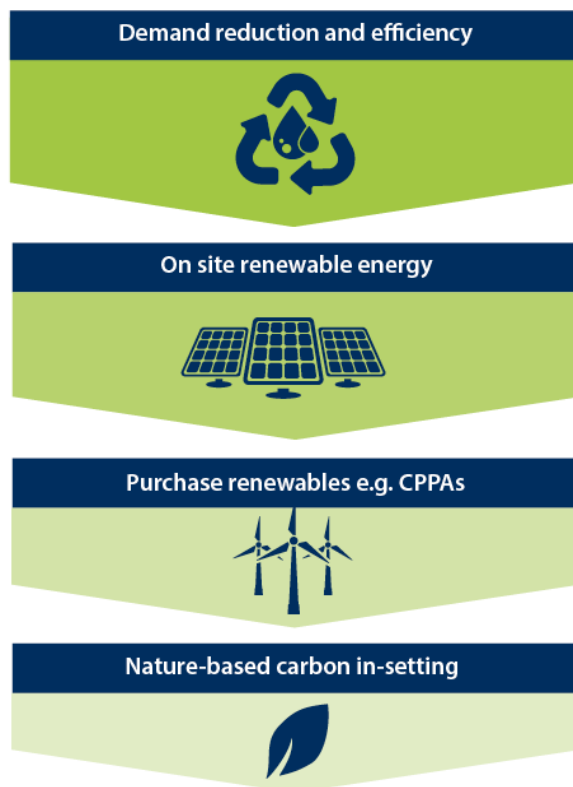 Demand reduction and efficiency
On site renewable energy
Purchase renewables e.g. CPPAs
Nature-based carbon in-setting